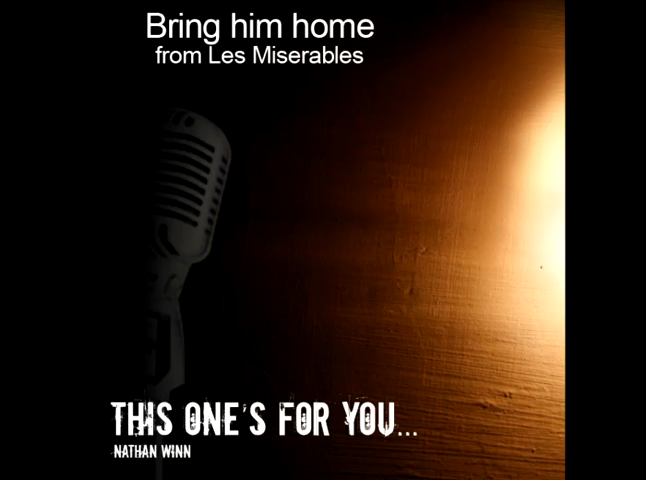 Bring him home
from Les Miserables
THIS ONE'S FOR YOU...
NATHAN WINN